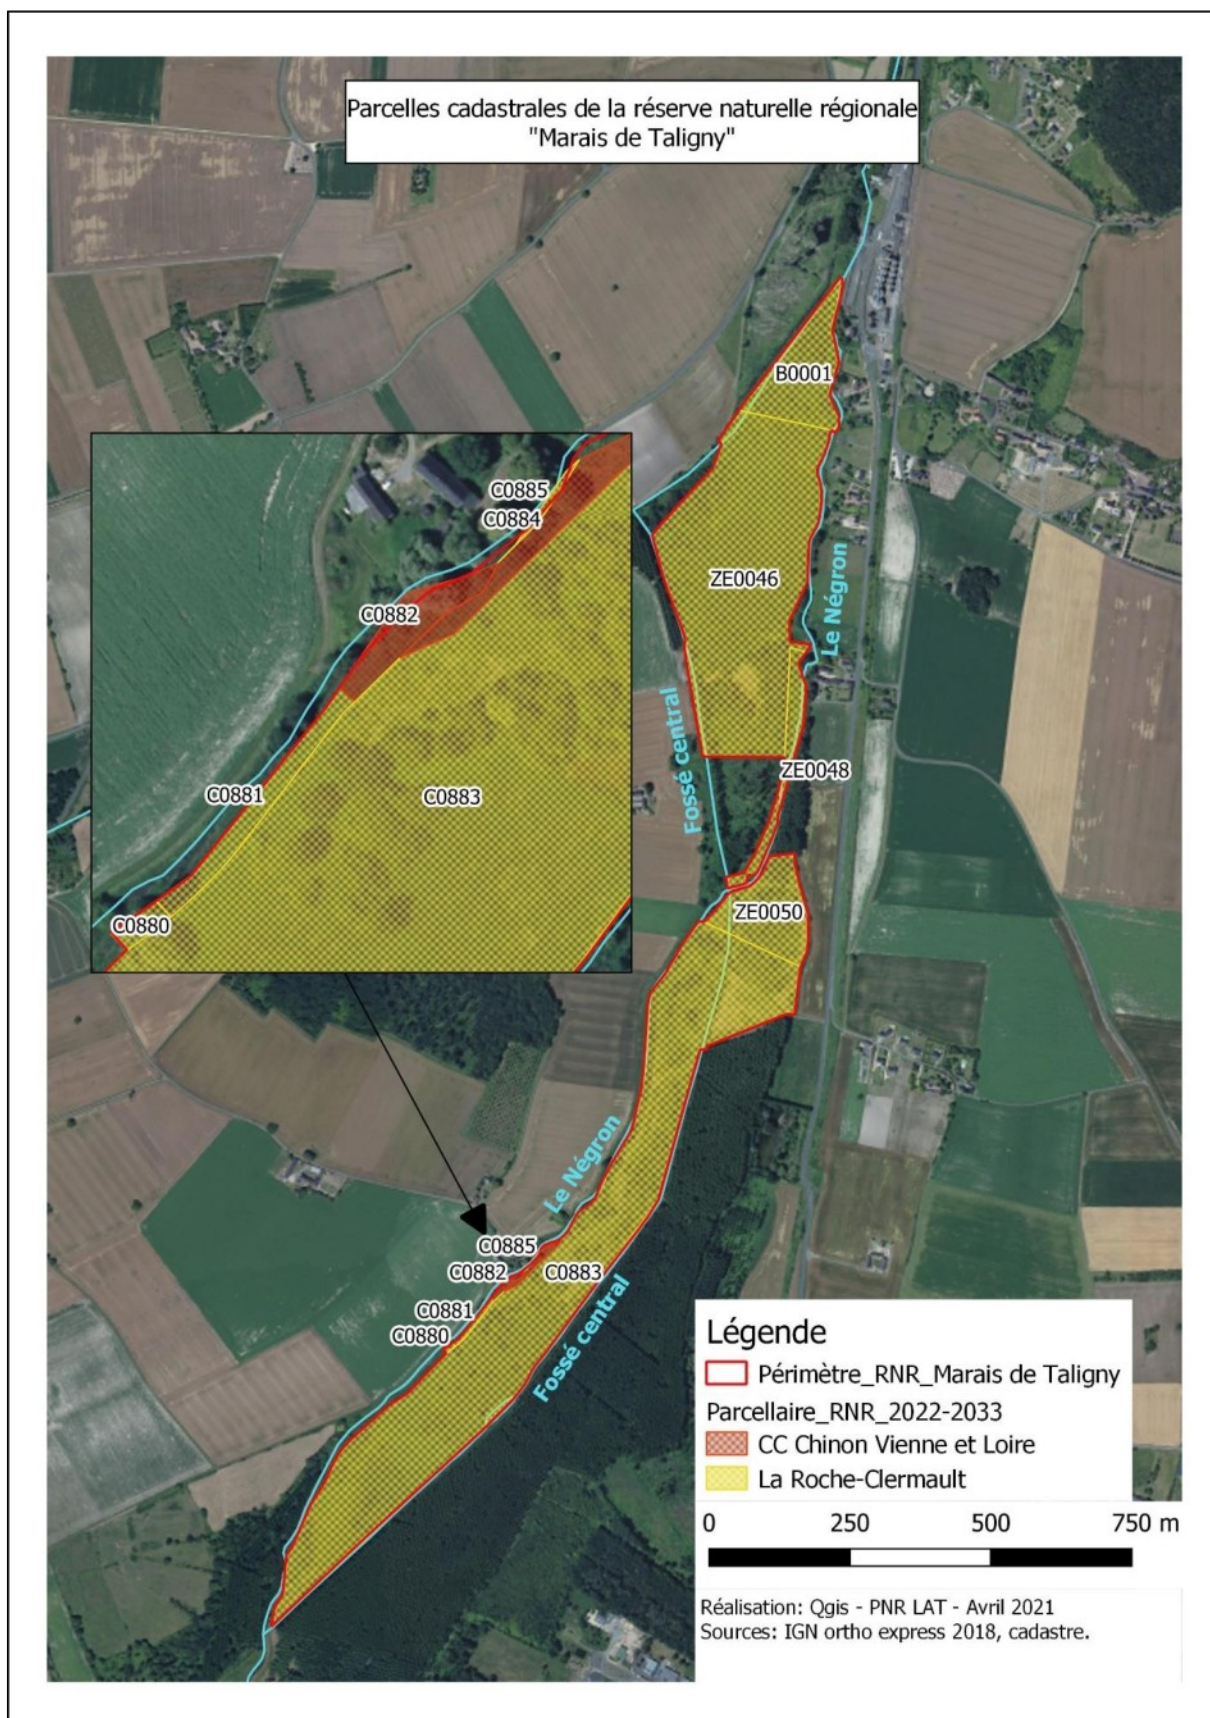 Parcelles cadastrales de la réserve naturelle régionale
"Marais de Taligny"
B0001
C0885
C0884
ZE0046
Le Négron
C0882
Fossé central
ZE0048
C0881
C0883
ZE0050
C0880
Le Négron
C0885
C0882
C0883
C0881
C0880
Fossé central
Légende
Périmètre_RNR_Marais de Taligny
Parcellaire_RNR_2022-2033
CC Chinon Vienne et Loire
La Roche-Clermault
0 250 500 750 m
Réalisation: Qgis - PNR LAT - Avril 2021
Sources: IGN ortho express 2018, cadastre.